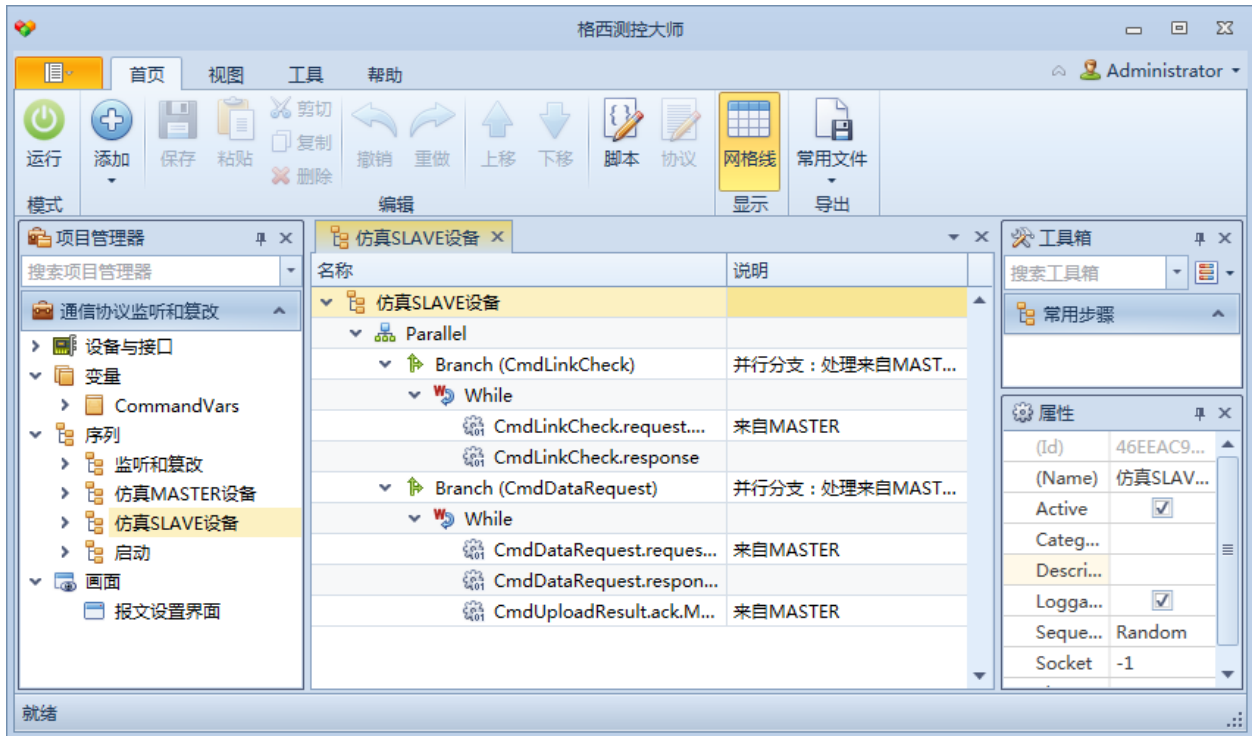 格西测控大师
首页 视图 工具 帮助 Administrator
运行 添加 保存 粘贴 剪切 复制 删除 撤销 重做 上移 下移 脚本 协议 网格线 常用文件
模式 编辑 显示 导出
项目管理器
搜索项目管理器
通信协议监听和篡改
设备与接口
变量
CommandVars
序列
监听和篡改
仿真MASTER设备
仿真SLAVE设备
启动
画面
报文设置界面
仿真SLAVE设备
名称 说明
仿真SLAVE设备
Parallel
Branch (CmdLinkCheck) 并行分支：处理来自MAST...
While
CmdLinkCheck.request.... 来自MASTER
CmdLinkCheck.response
Branch (CmdDataRequest) 并行分支：处理来自MAST...
While
CmdDataRequest.reques... 来自MASTER
CmdDataRequest.respon...
CmdUploadResult.ack.M... 来自MASTER
工具箱
搜索工具箱
常用步骤
属性
(Id) 46EEAC9...
(Name) 仿真SLAV...
Active
Categ...
Descri...
Logga...
Seque... Random
Socket -1
就绪